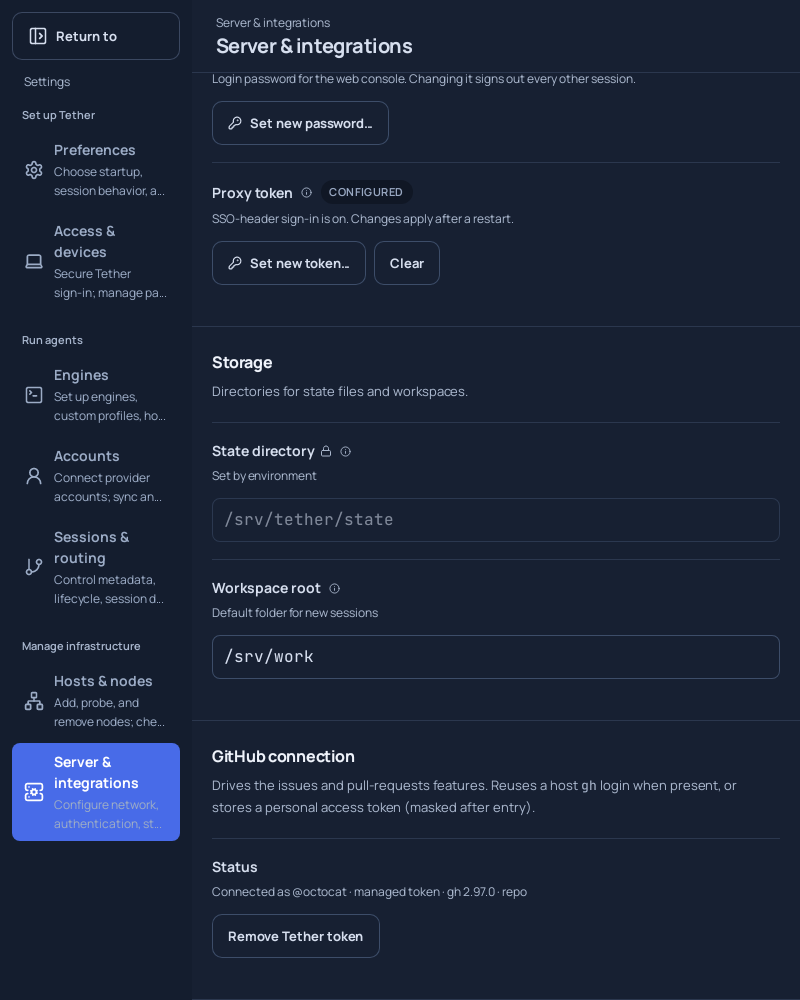 Return to
Settings
Set up Tether
Preferences
Choose startup,
session behavior, a...
Access &
devices
Secure Tether
sign-in; manage pa...
Run agents
Engines
Set up engines,
custom profiles, ho...
Accounts
Connect provider
accounts; sync an...
Sessions &
routing
Control metadata,
lifecycle, session d...
Manage infrastructure
Hosts & nodes
Add, probe, and
remove nodes; che...
Server &
integrations
Configure network,
authentication, st...
Server & integrations
Server & integrations
Login password for the web console. Changing it signs out every other session.
Set new password...
Proxy token CONFIGURED
SSO-header sign-in is on. Changes apply after a restart.
Set new token... Clear
Storage
Directories for state files and workspaces.
State directory
Set by environment
/srv/tether/state
Workspace root
Default folder for new sessions
/srv/work
GitHub connection
Drives the issues and pull-requests features. Reuses a host gh login when present, or
stores a personal access token (masked after entry).
Status
Connected as @octocat · managed token · gh 2.97.0 · repo
Remove Tether token